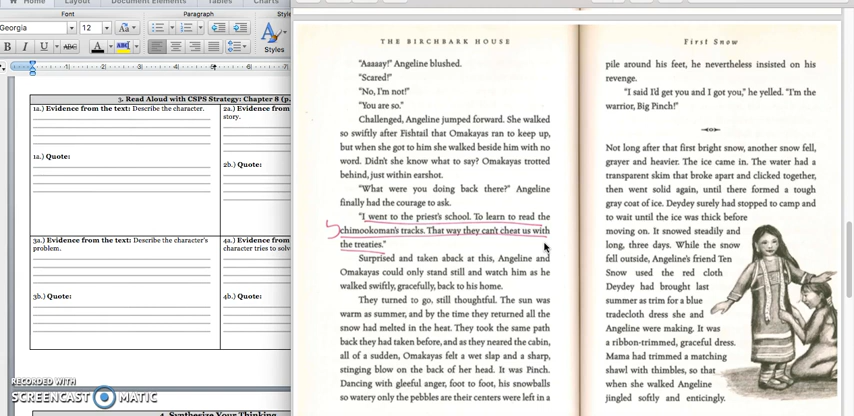 Home Layout Document Elements Tables Charts
Font Paragraph
Georgia 12 Aa
B I U ABC ABC Styles
3. Read Aloud with CSPS Strategy: Chapter 8 (p.
1a.) Evidence from the text: Describe the character.
1a.) Quote:
2a.) Evidence
story.
2b.) Quote:
3a.) Evidence from the text: Describe the character's
problem.
3b.) Quote:
4a.) Evidence
character tries to solv
4b.) Quote:
4. Synthesize Your Thinking
RECORDED WITH
SCREENCAST MATIC
THE BIRCHBARK HOUSE
"Aaaay!" Angeline blushed.
"Scared!"
"No, I'm not!"
"You are so."
Challenged, Angeline jumped forward. She walked
so swiftly after Fishtail that Omakayas ran to keep up,
but when she got to him she walked beside him with no
word. Didn't she know what to say? Omakayas trotted
behind, just within earshot.
"What were you doing back there?" Angeline
finally had the courage to ask.
"I went to the priest's school. To learn to read the
chimookoman's tracks. That way they can't cheat us with
the treaties."
Surprised and taken aback at this, Angeline and
Omakayas could only stand still and watch him as he
walked swiftly, gracefully, back to his home.
They turned to go, still thoughtful. The sun was
warm as summer, and by the time they returned all the
snow had melted in the heat. They took the same path
back they had taken before, and as they neared the cabin,
all of a sudden, Omakayas felt a wet slap and a sharp,
stinging blow on the back of her head. It was Pinch.
Dancing with gleeful anger, foot to foot, his snowballs
so watery only the pebbles are their centers were left in a
First Snow
pile around his feet, he nevertheless insisted on his
revenge.
"I said I'd get you and I got you," he yelled. "I'm the
warrior, Big Pinch!"
Not long after that first bright snow, another snow fell,
grayer and heavier. The ice came in. The water had a
transparent skin that broke apart and clicked together,
then went solid again, until there formed a tough
gray coat of ice. Deydey surely had stopped to camp and
to wait until the ice was thick before
moving on. It snowed steadily and
long, three days. While the snow
fell outside, Angeline's friend Ten
Snow used the red cloth
Deydey had brought last
summer as trim for a blue
tradecloth dress she and
Angeline were making. It was
a ribbon-trimmed, graceful dress.
Mama had trimmed a matching
shawl with thimbles, so that
when she walked Angeline
jingled softly and enticingly.